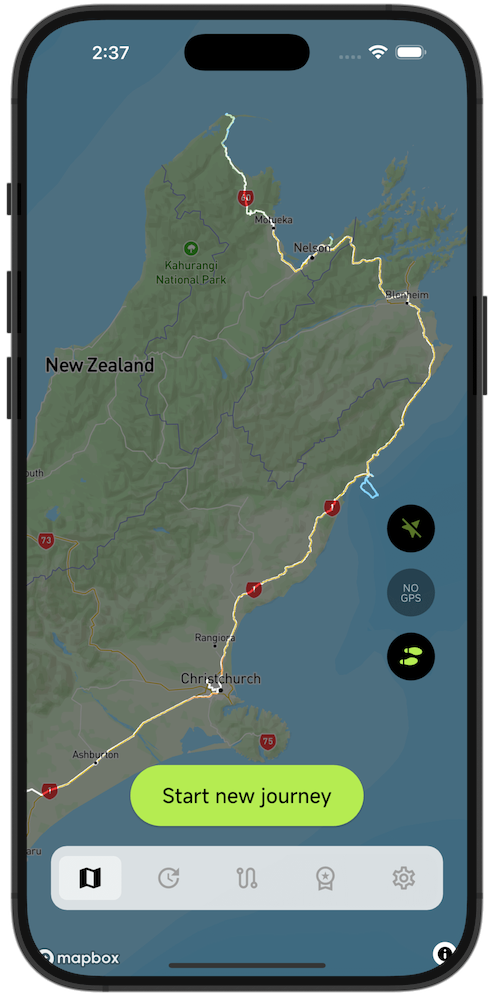 2:37
60
Motueka
Nelson
Kahurangi
National Park
Blenheim
New Zealand
outh
1
73
NO
GPS
1
Rangiora
Christchurch
75
Ashburton
1
Start new journey
aru
mapbox
i